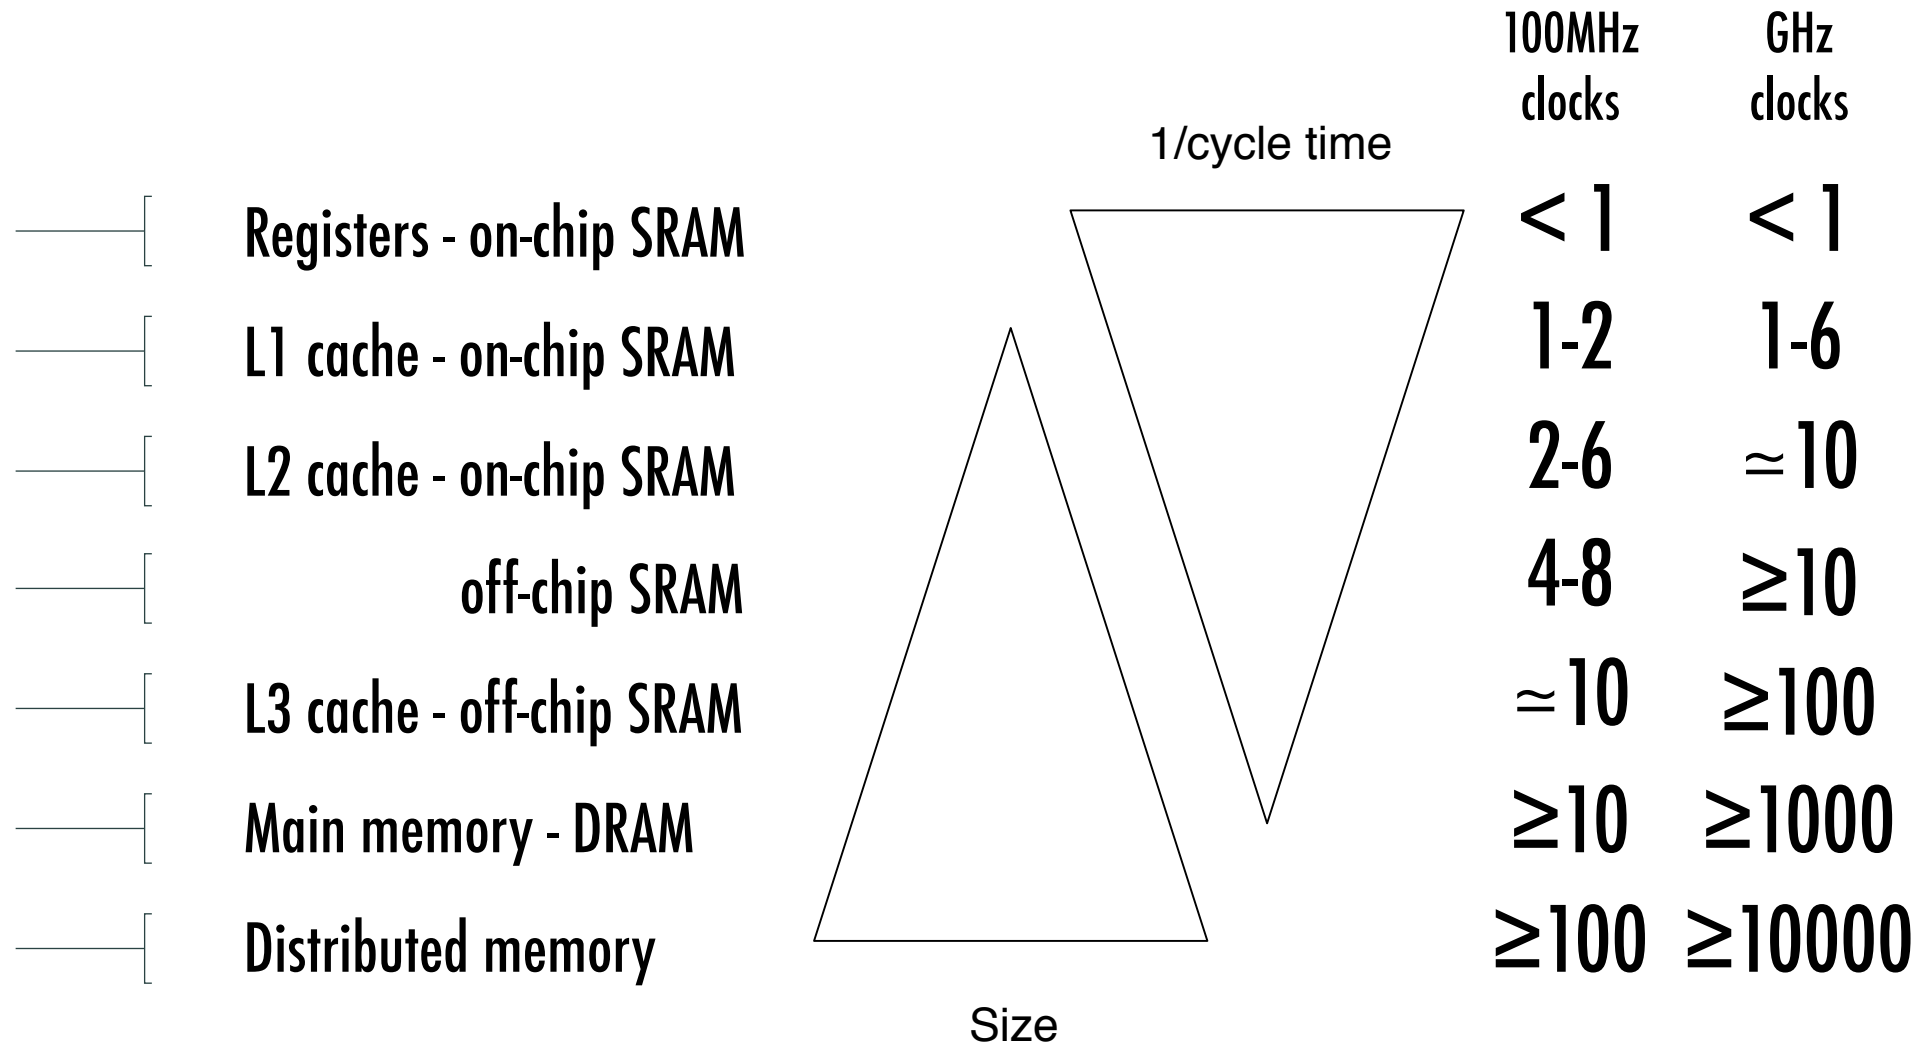 100MHz GHz
clocks clocks
1/cycle time
Registers - on-chip SRAM < 1 < 1
L1 cache - on-chip SRAM 1-2 1-6
L2 cache - on-chip SRAM 2-6 ≃10
off-chip SRAM 4-8 ≥10
L3 cache - off-chip SRAM ≃10 ≥100
Main memory - DRAM ≥10 ≥1000
Distributed memory ≥100 ≥10000
Size